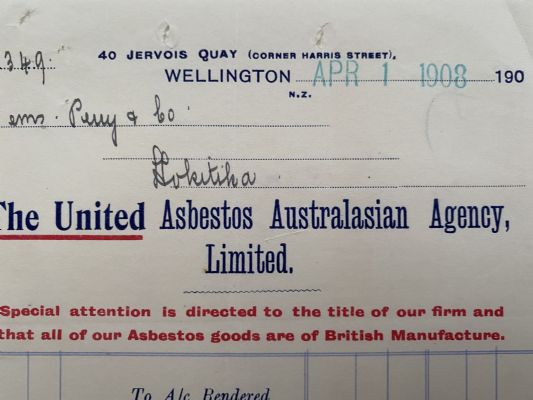 349.
40 JERVOIS QUAY (CORNER HARRIS STREET),
WELLINGTON APR 1 1908 190
N.Z.
ems. Perry & Co
Hokitika
The United Asbestos Australasian Agency,
Limited.
Special attention is directed to the title of our firm and
that all of our Asbestos goods are of British Manufacture.
To A/c Rendered